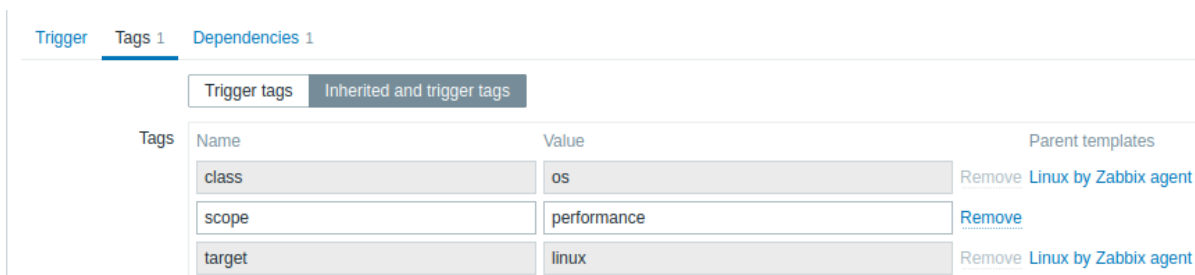 Trigger Tags 1 Dependencies 1
Trigger tags Inherited and trigger tags
Tags Name Value Parent templates
class os Remove Linux by Zabbix agent
scope performance Remove
target linux Remove Linux by Zabbix agent